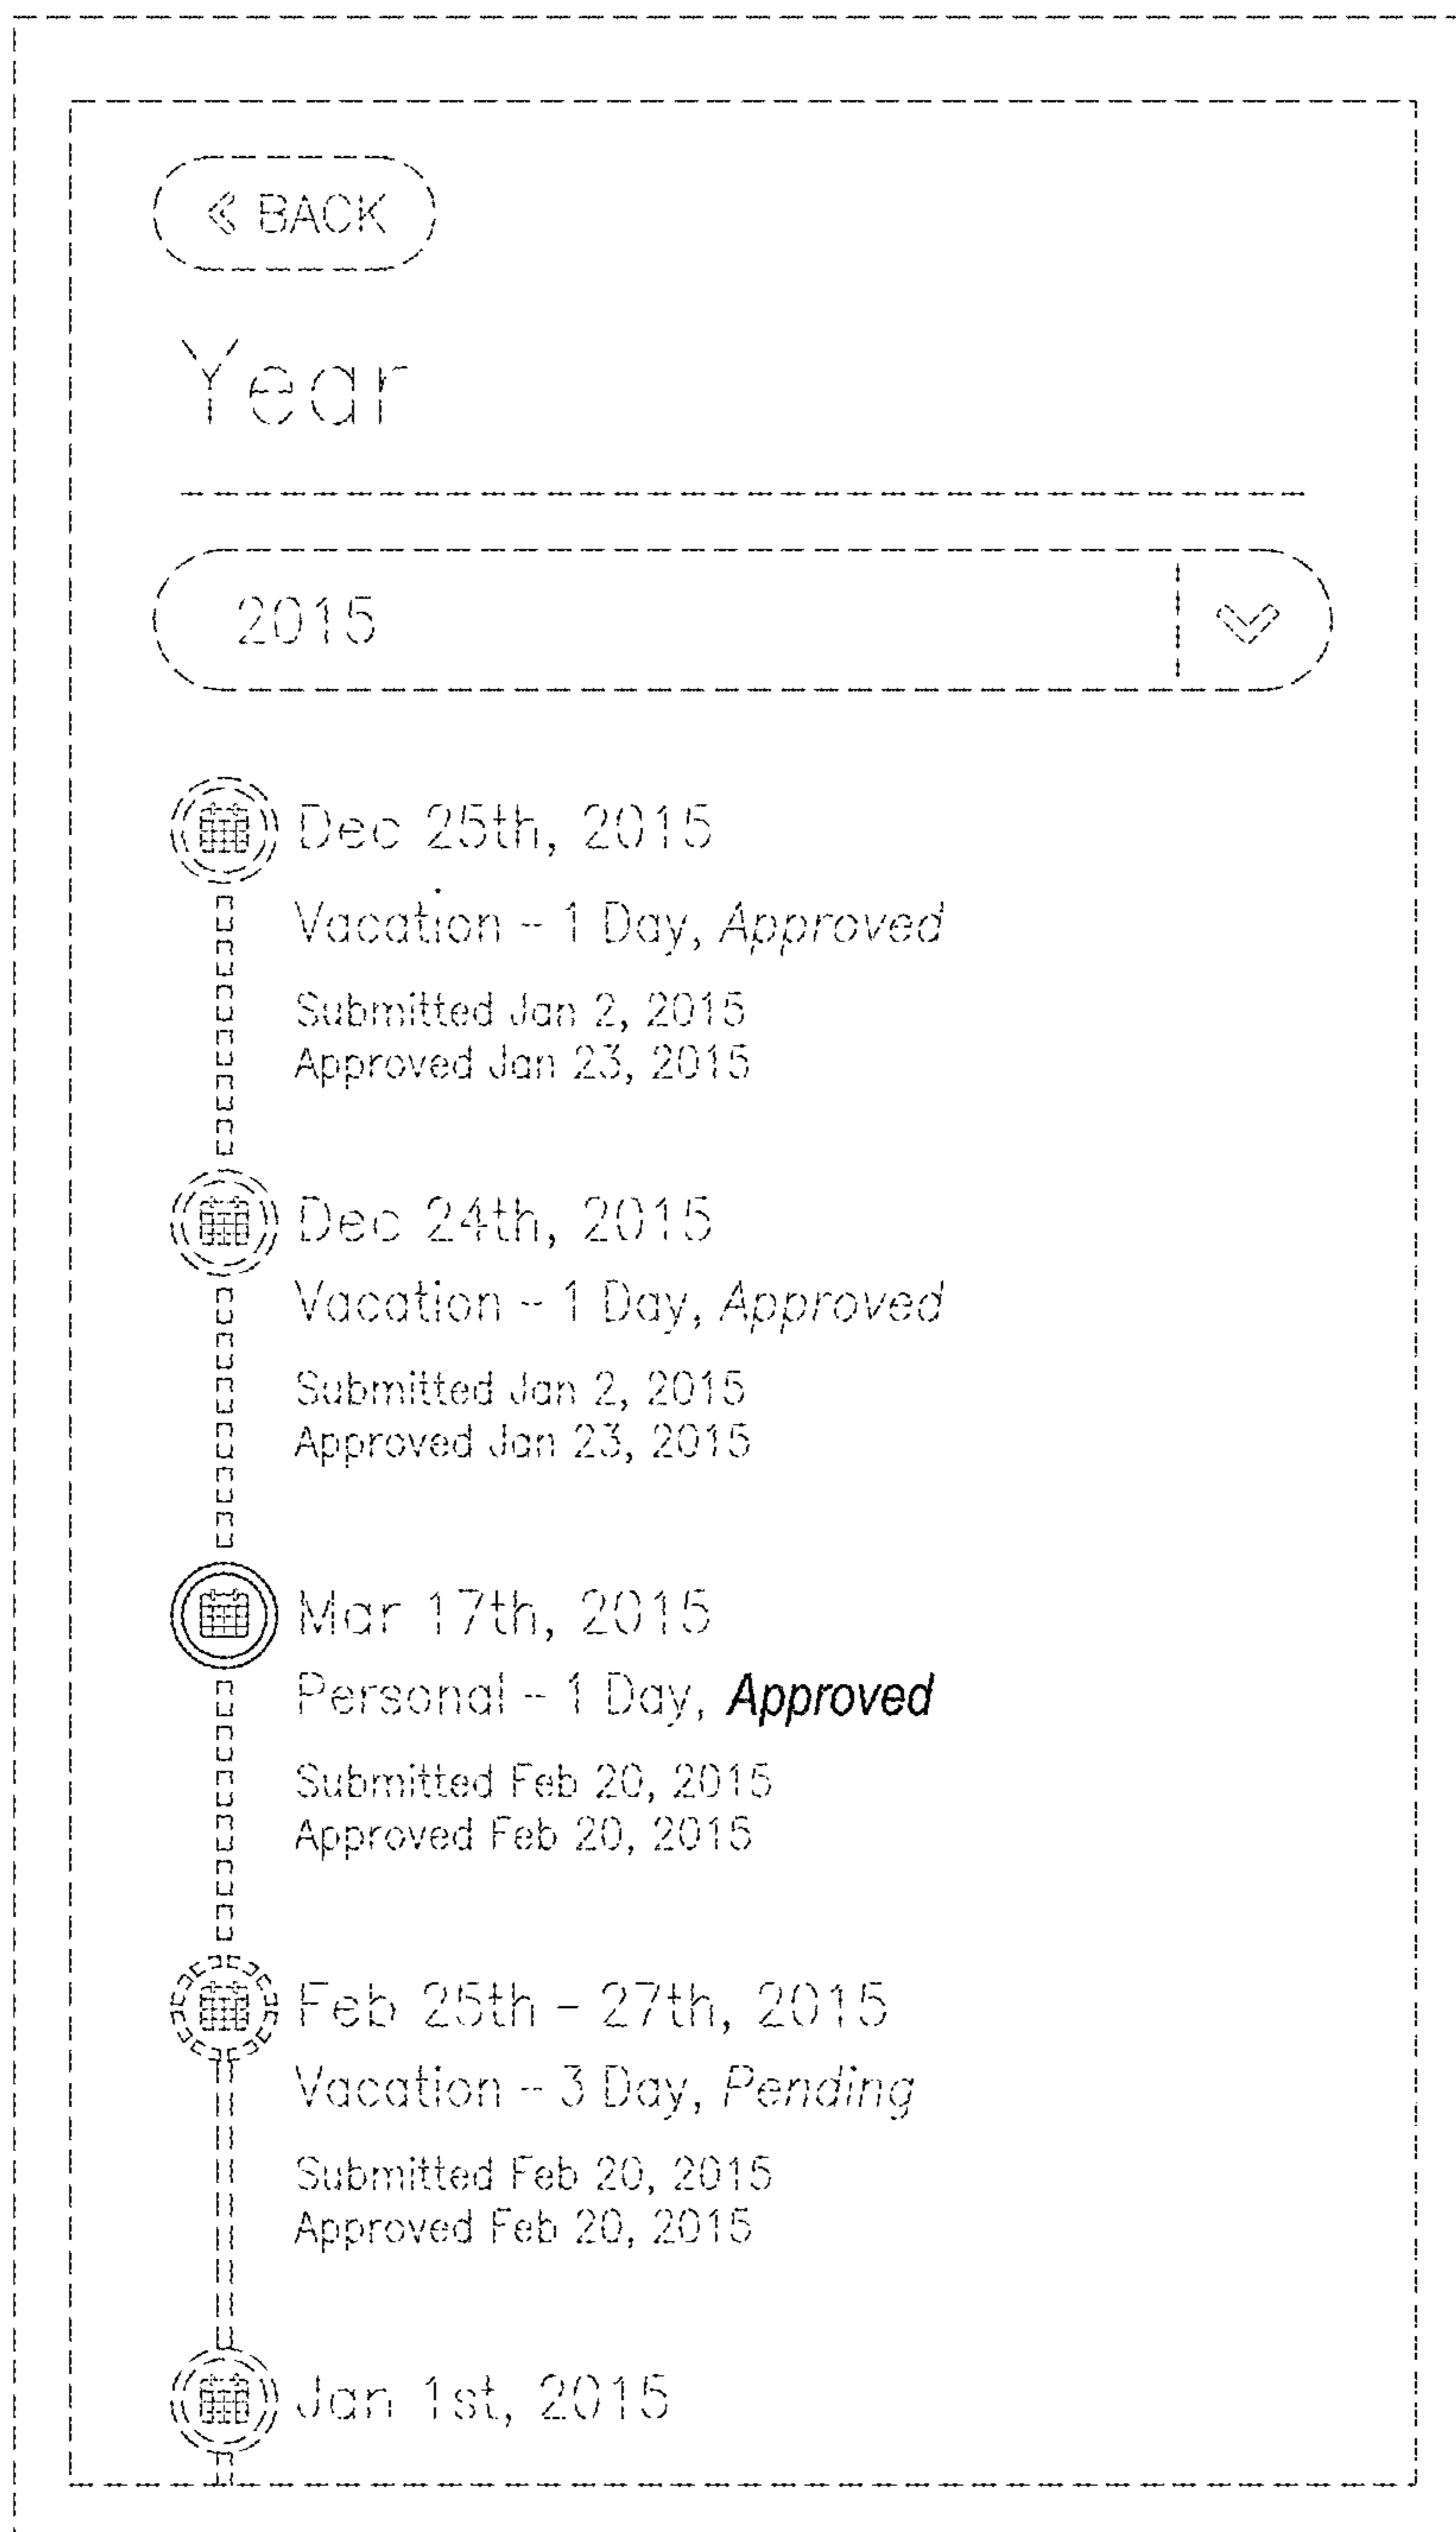 BACK
Year
2015
Dec 25th, 2015
Vacation – 1 Day, Approved
Submitted Jan 2, 2015
Approved Jan 23, 2015
Dec 24th, 2015
Vacation – 1 Day, Approved
Submitted Jan 2, 2015
Approved Jan 23, 2015
Mar 17th, 2015
Personal – 1 Day, Approved
Submitted Feb 20, 2015
Approved Feb 20, 2015
Feb 25th – 27th, 2015
Vacation – 3 Day, Pending
Submitted Feb 20, 2015
Approved Feb 20, 2015
Jan 1st, 2015